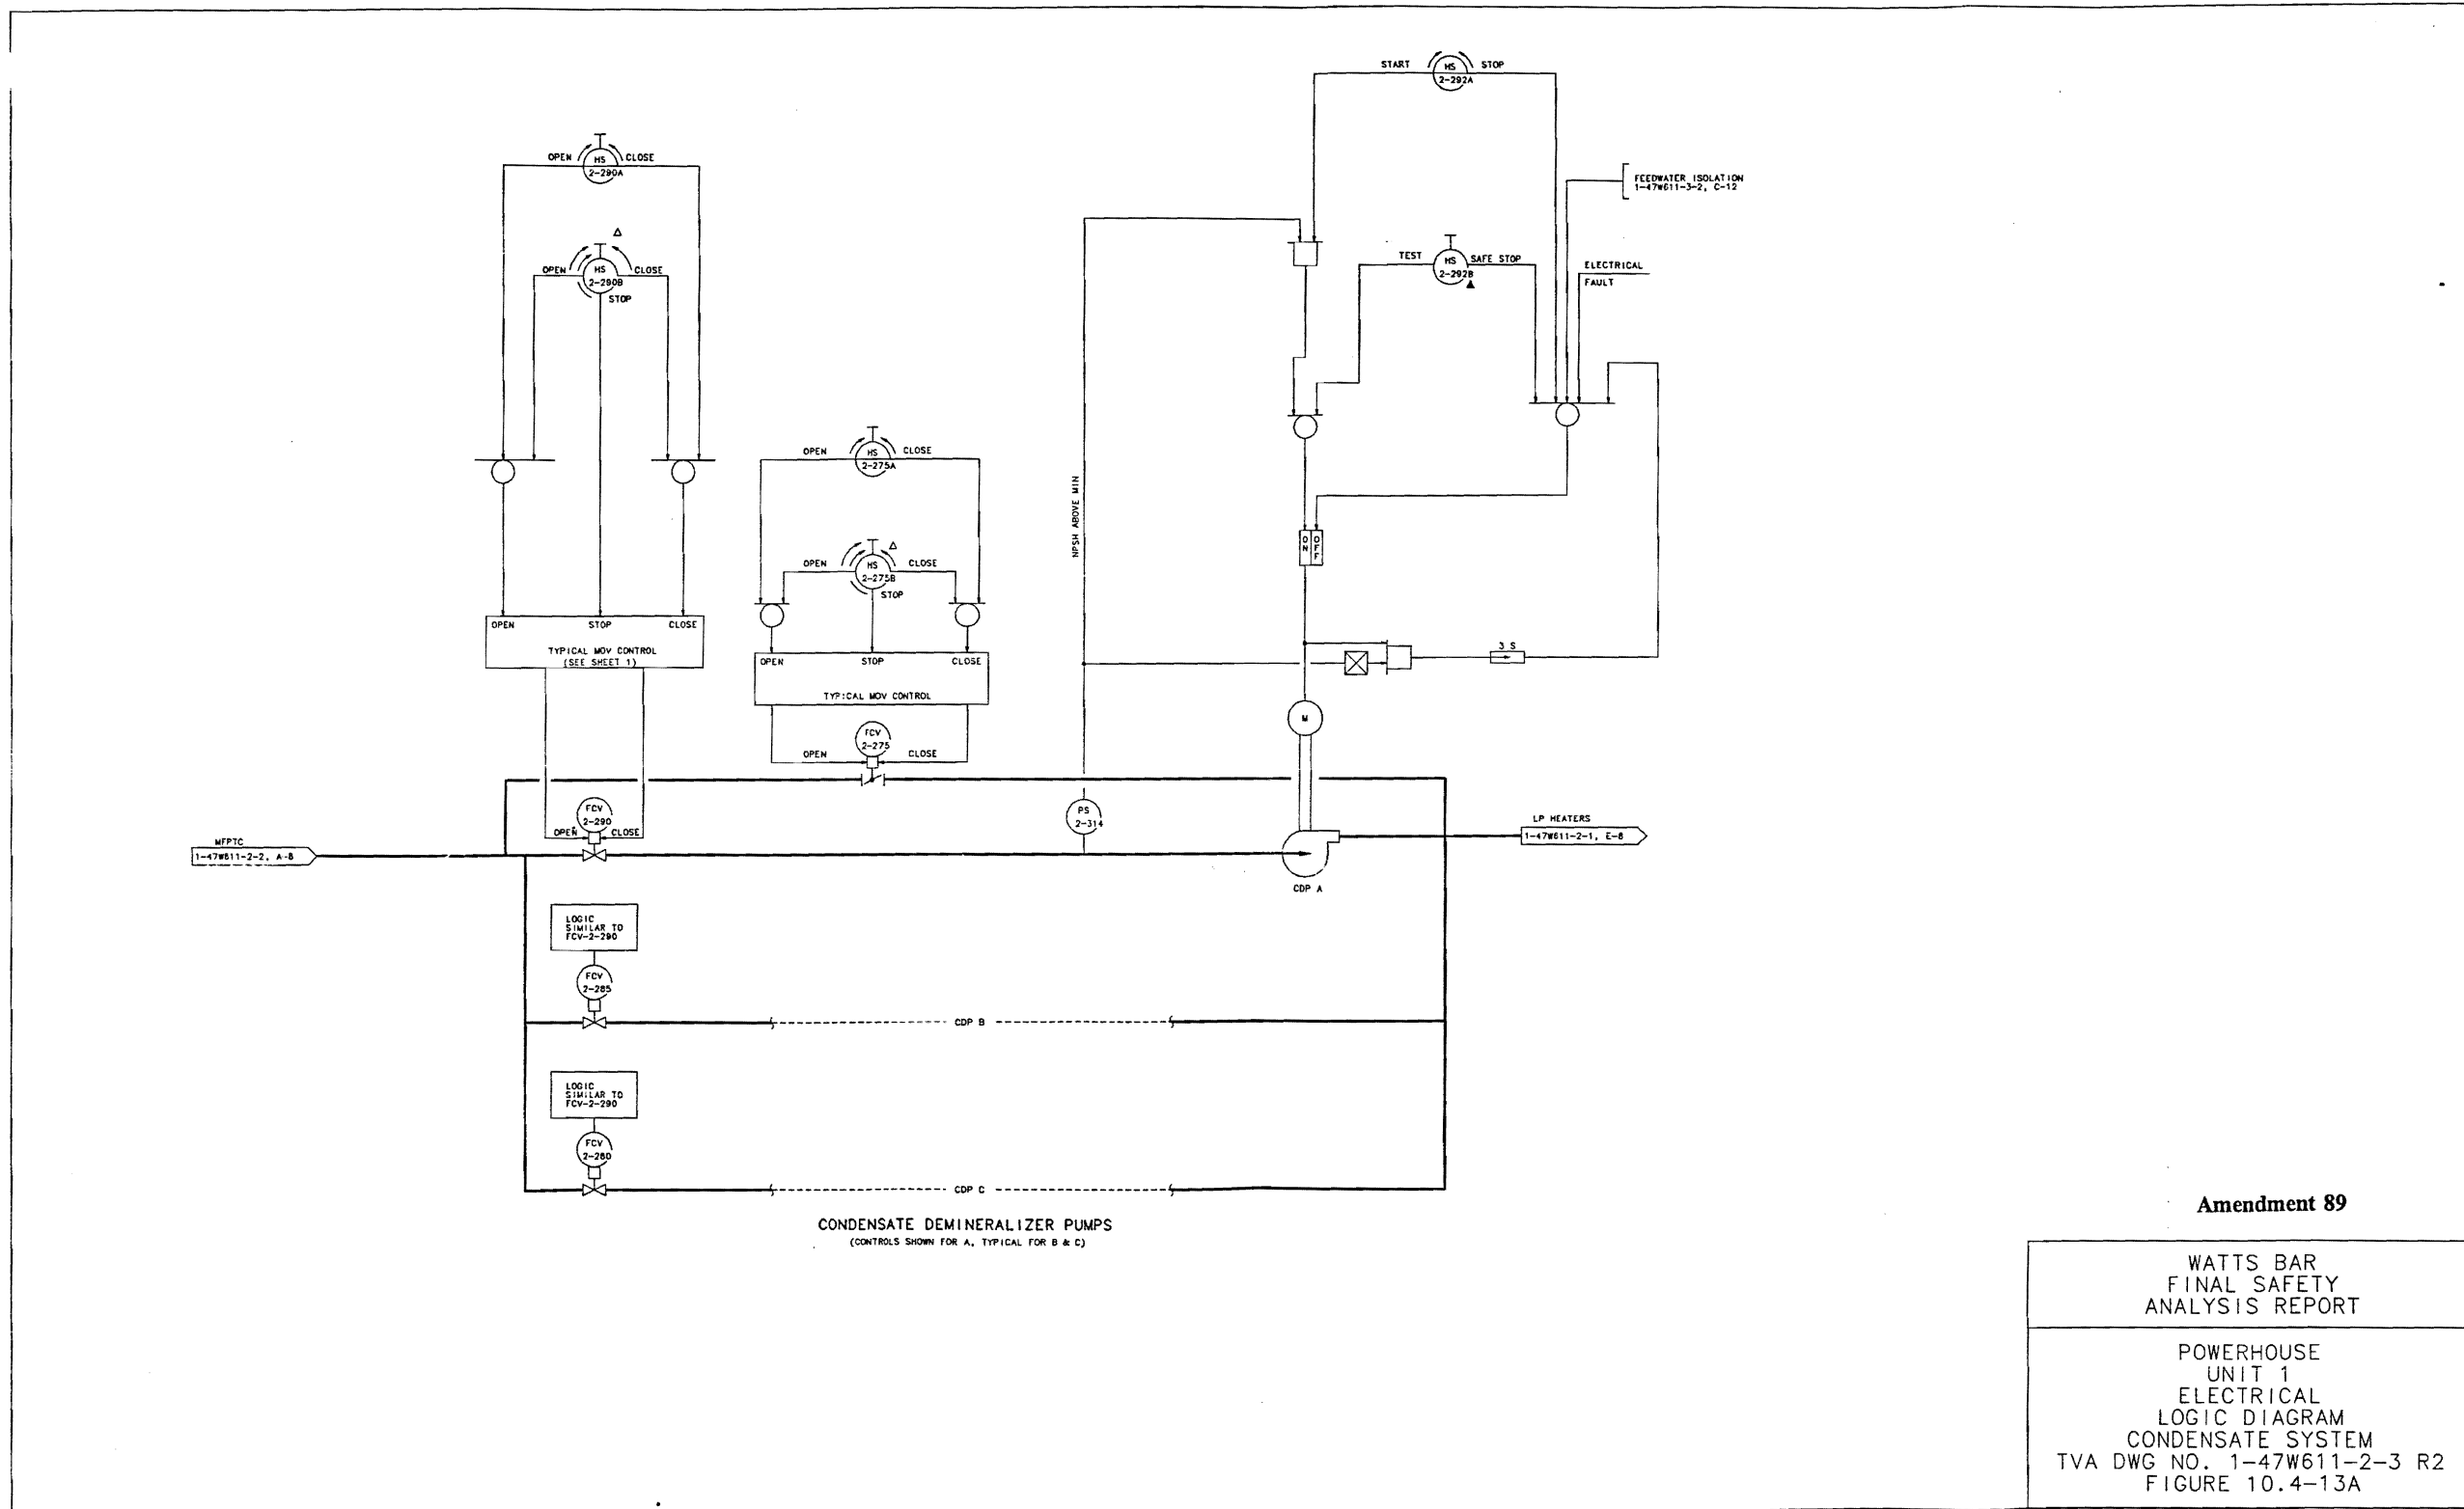 START
HS
2-292A
STOP
OPEN
HS
2-290A
CLOSE
FEEDWATER ISOLATION
1-47W611-3-2, C-12
OPEN
HS
2-290B
CLOSE
STOP
TEST
HS
2-292B
SAFE STOP
ELECTRICAL
FAULT
OPEN
HS
2-275A
CLOSE
NPSH ABOVE MIN
OPEN
HS
2-275B
CLOSE
STOP
ON
OFF
OPEN STOP CLOSE
TYPICAL MOV CONTROL
(SEE SHEET 1)
OPEN STOP CLOSE
TYPICAL MOV CONTROL
3 S
M
FCV
2-275
OPEN CLOSE
FCV
2-290
OPEN CLOSE
PS
2-314
MFPTC
1-47W611-2-2, A-8
LP HEATERS
1-47W611-2-1, E-8
CDP A
LOGIC
SIMILAR TO
FCV-2-290
FCV
2-285
CDP B
LOGIC
SIMILAR TO
FCV-2-290
FCV
2-280
CDP C
CONDENSATE DEMINERALIZER PUMPS
(CONTROLS SHOWN FOR A, TYPICAL FOR B & C)
Amendment 89
WATTS BAR
FINAL SAFETY
ANALYSIS REPORT
POWERHOUSE
UNIT 1
ELECTRICAL
LOGIC DIAGRAM
CONDENSATE SYSTEM
TVA DWG NO. 1-47W611-2-3 R2
FIGURE 10.4-13A